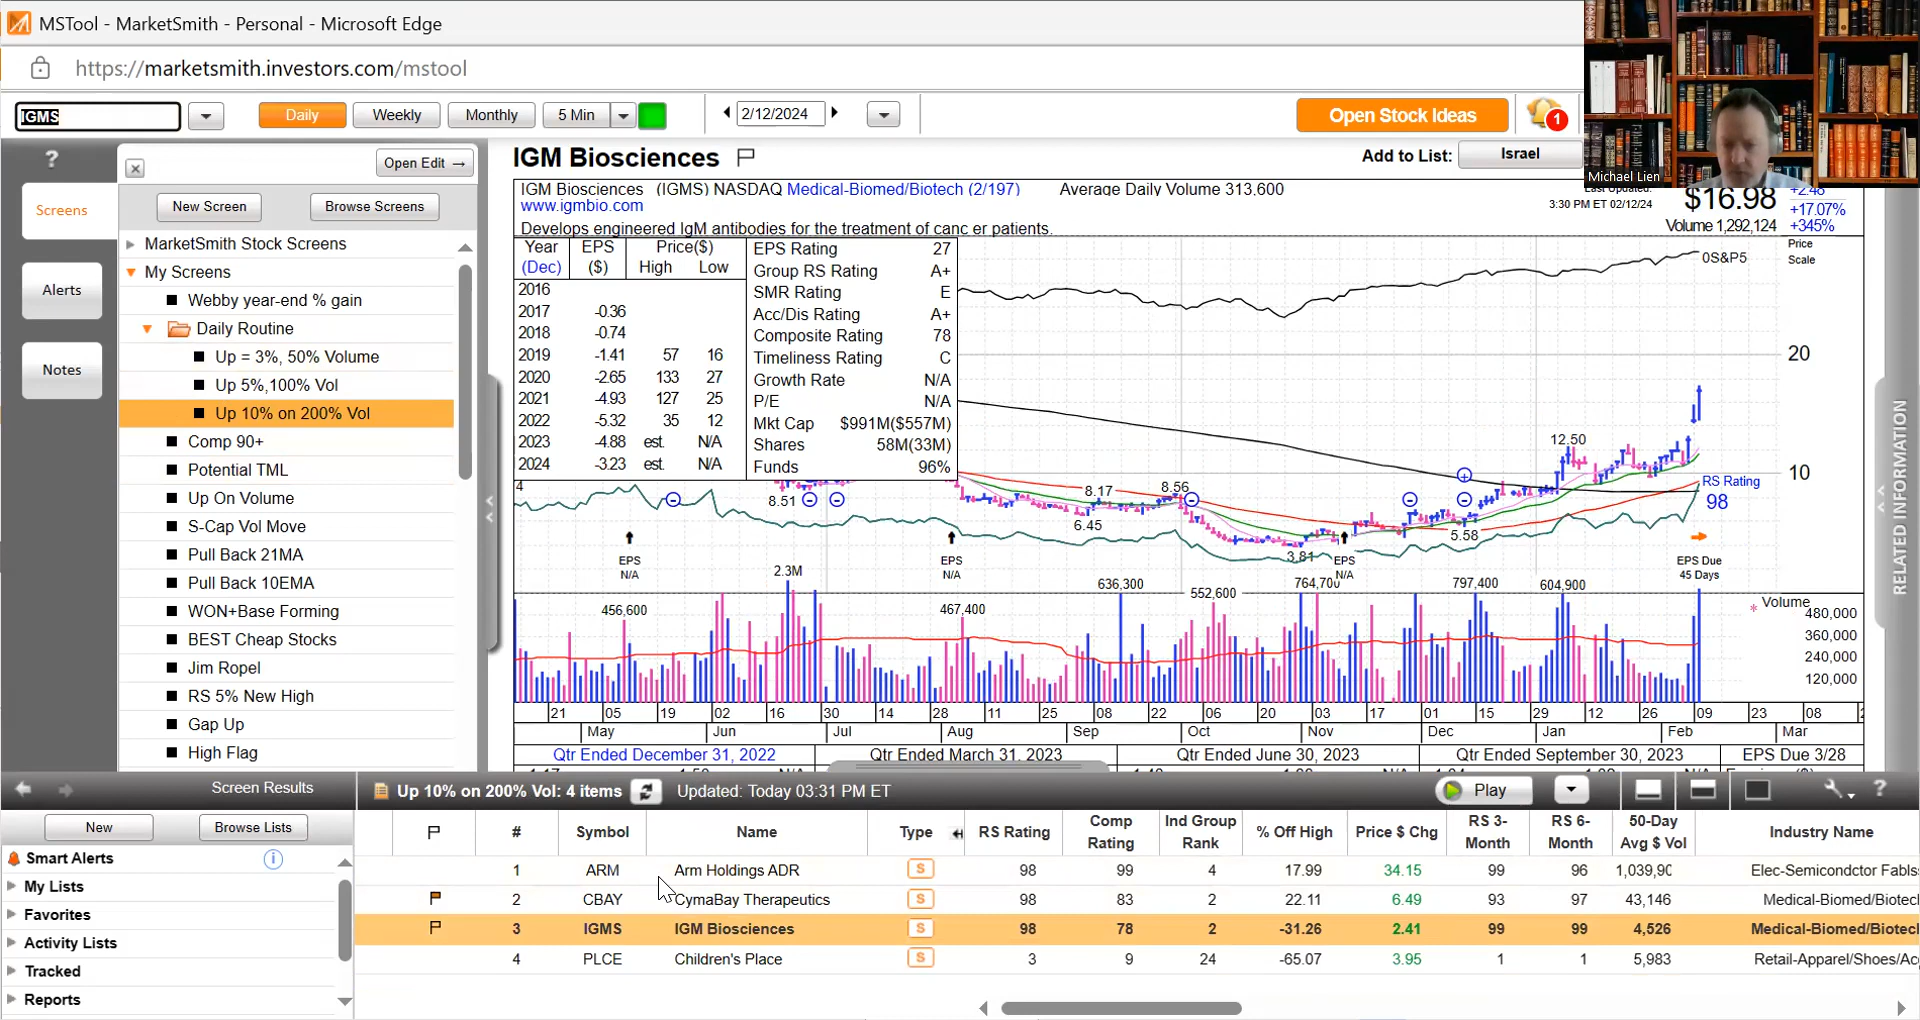 MSTool - MarketSmith - Personal - Microsoft Edge
https://marketsmith.investors.com/mstool
IGMS
Daily
Weekly
Monthly
5 Min
2/12/2024
Open Stock Ideas
1
Michael Lien
?
Screens
Alerts
Notes
Open Edit →
New Screen
Browse Screens
MarketSmith Stock Screens
My Screens
Webby year-end % gain
Daily Routine
Up = 3%, 50% Volume
Up 5%,100% Vol
Up 10% on 200% Vol
Comp 90+
Potential TML
Up On Volume
S-Cap Vol Move
Pull Back 21MA
Pull Back 10EMA
WON+Base Forming
BEST Cheap Stocks
Jim Ropel
RS 5% New High
Gap Up
High Flag
IGM Biosciences
Add to List: Israel
IGM Biosciences (IGMS) NASDAQ Medical-Biomed/Biotech (2/197) Average Daily Volume 313,600
www.igmbio.com
Develops engineered IgM antibodies for the treatment of canc er patients.
Last Updated:
3:30 PM ET 02/12/24
$16.98
+2.48
+17.07%
Volume 1,292,124 +345%
Year EPS Price($)
(Dec) ($) High Low
2016
2017 -0.36
2018 -0.74
2019 -1.41 57 16
2020 -2.65 133 27
2021 -4.93 127 25
2022 -5.32 35 12
2023 -4.88 est. N/A
2024 -3.23 est. N/A
EPS Rating 27
Group RS Rating A+
SMR Rating E
Acc/Dis Rating A+
Composite Rating 78
Timeliness Rating C
Growth Rate N/A
P/E N/A
Mkt Cap $991M($557M)
Shares 58M(33M)
Funds 96%
0S&P5
Price
Scale
20
10
12.50
RS Rating
98
4
8.51
8.17
8.56
6.45
3.81
5.58
EPS N/A
EPS N/A
EPS N/A
EPS Due
45 Days
2.3M
456,600
467,400
636,300
552,600
764,700
797,400
604,900
* Volume
480,000
360,000
240,000
120,000
21 05 19 02 16 30 14 28 11 25 08 22 06 20 03 17 01 15 29 12 26 09 23 08
May Jun Jul Aug Sep Oct Nov Dec Jan Feb Mar
Qtr Ended December 31, 2022 Qtr Ended March 31, 2023 Qtr Ended June 30, 2023 Qtr Ended September 30, 2023 EPS Due 3/28
RELATED INFORMATION
Screen Results
Up 10% on 200% Vol: 4 items
Updated: Today 03:31 PM ET
Play
?
New
Browse Lists
Smart Alerts
i
My Lists
Favorites
Activity Lists
Tracked
Reports
# Symbol Name Type RS Rating Comp Rating Ind Group Rank % Off High Price $ Chg RS 3-Month RS 6-Month 50-Day Avg $ Vol Industry Name
1 ARM Arm Holdings ADR S 98 99 4 17.99 34.15 99 96 1,039,90 Elec-Semicondctor Fabls
2 CBAY CymaBay Therapeutics S 98 83 2 22.11 6.49 93 97 43,146 Medical-Biomed/Biotecl
3 IGMS IGM Biosciences S 98 78 2 -31.26 2.41 99 99 4,526 Medical-Biomed/Biotecl
4 PLCE Children's Place S 3 9 24 -65.07 3.95 1 1 5,983 Retail-Apparel/Shoes/Ac